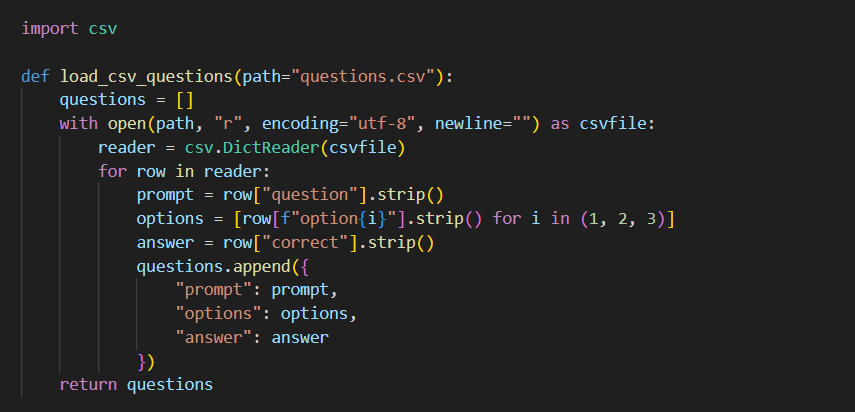 import csv

def load_csv_questions(path="questions.csv"):
    questions = []
    with open(path, "r", encoding="utf-8", newline="") as csvfile:
        reader = csv.DictReader(csvfile)
        for row in reader:
            prompt = row["question"].strip()
            options = [row[f"option{i}"].strip() for i in (1, 2, 3)]
            answer = row["correct"].strip()
            questions.append({
                "prompt": prompt,
                "options": options,
                "answer": answer
            })
    return questions